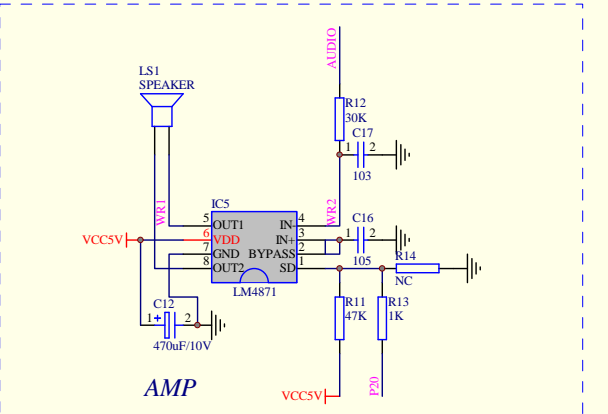 AUDIO
LS1
SPEAKER
R12
30K
C17
1 2
103
WR1
WR2
IC5
5 OUT1 IN- 4
VCC5V 6 VDD IN+ 3
7 GND BYPASS 2
8 OUT2 SD 1
LM4871
C16
1 2
105
R14
NC
C12
1 + 2
470uF/10V
R11
47K
R13
1K
AMP
VCC5V
P20